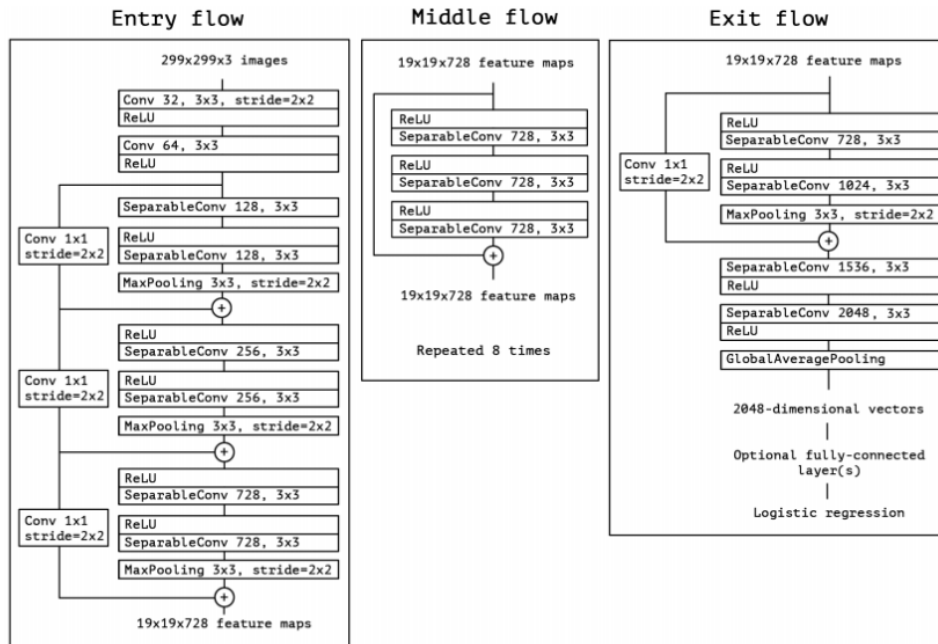 Entry flow
299x299x3 images
Conv 32, 3x3, stride=2x2
ReLU
Conv 64, 3x3
ReLU
SeparableConv 128, 3x3
Conv 1x1
stride=2x2
ReLU
SeparableConv 128, 3x3
MaxPooling 3x3, stride=2x2
+
ReLU
SeparableConv 256, 3x3
Conv 1x1
stride=2x2
ReLU
SeparableConv 256, 3x3
MaxPooling 3x3, stride=2x2
+
ReLU
SeparableConv 728, 3x3
Conv 1x1
stride=2x2
ReLU
SeparableConv 728, 3x3
MaxPooling 3x3, stride=2x2
+
19x19x728 feature maps
Middle flow
19x19x728 feature maps
ReLU
SeparableConv 728, 3x3
ReLU
SeparableConv 728, 3x3
ReLU
SeparableConv 728, 3x3
+
19x19x728 feature maps
Repeated 8 times
Exit flow
19x19x728 feature maps
ReLU
SeparableConv 728, 3x3
Conv 1x1
stride=2x2
ReLU
SeparableConv 1024, 3x3
MaxPooling 3x3, stride=2x2
+
SeparableConv 1536, 3x3
ReLU
SeparableConv 2048, 3x3
ReLU
GlobalAveragePooling
2048-dimensional vectors
Optional fully-connected
layer(s)
Logistic regression